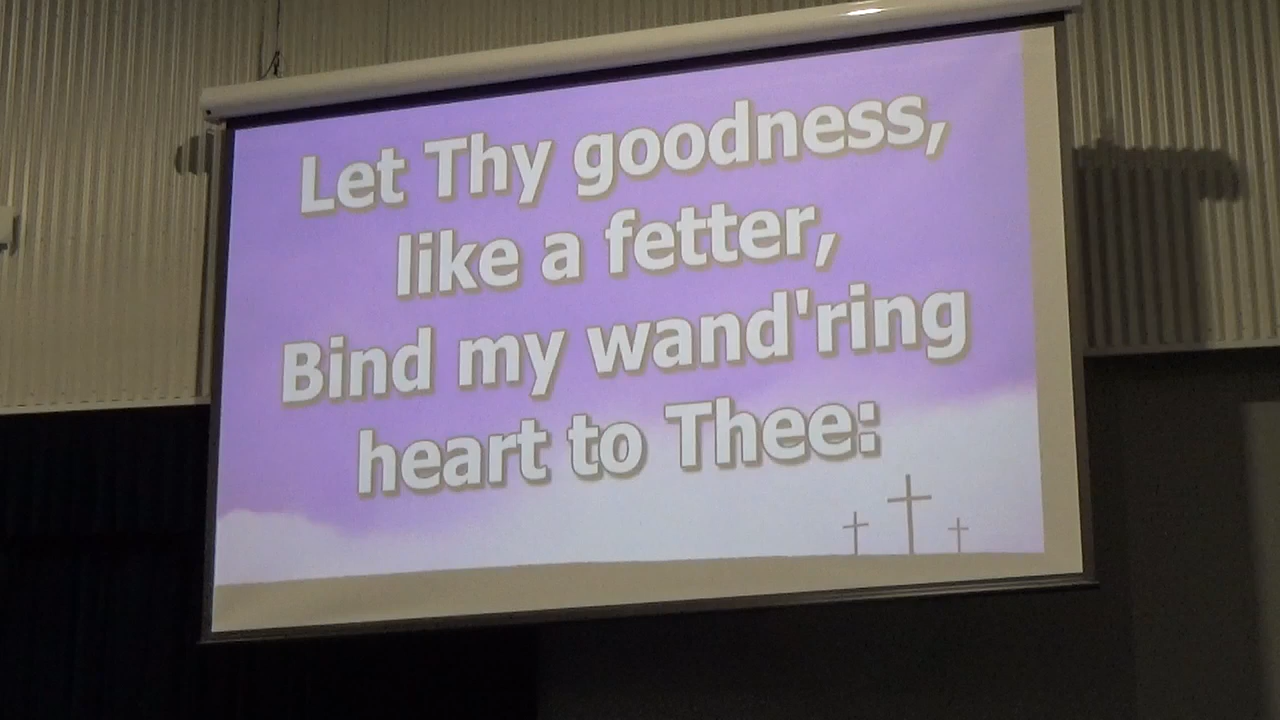 Let Thy goodness,
like a fetter,
Bind my wand'ring
heart to Thee: